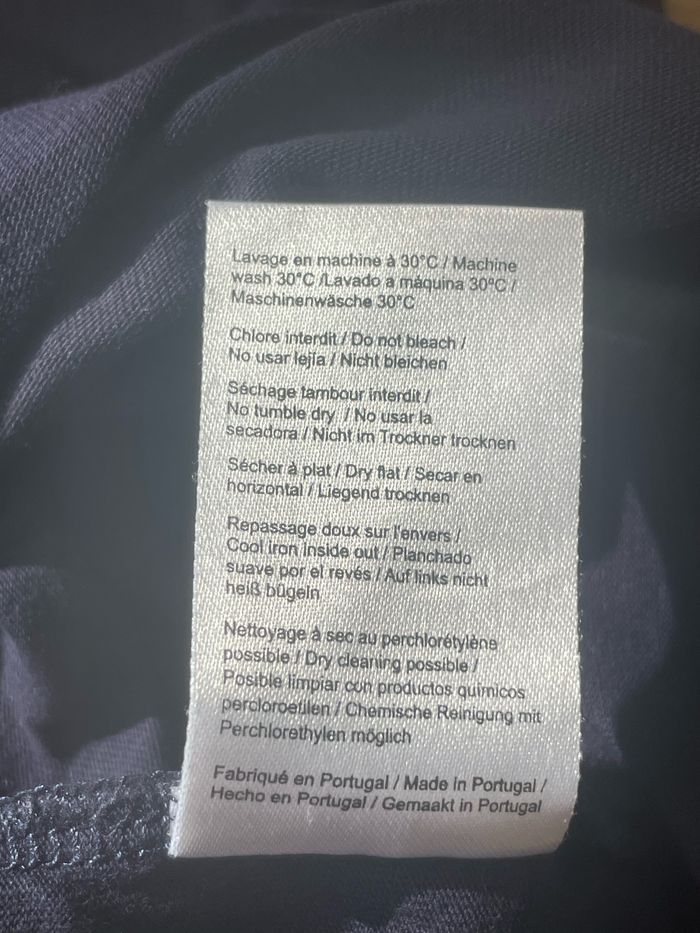 Lavage en machine à 30°C / Machine
wash 30°C /Lavado a máquina 30°C /
Maschinenwäsche 30°C
Chlore interdit / Do not bleach /
No usar lejia / Nicht bleichen
Séchage tambour interdit /
No tumble dry / No usar la
secadora / Nicht im Trockner trocknen
Sécher à plat / Dry flat / Secar en
horizontal / Liegend trocknen
Repassage doux sur l'envers /
Cool iron inside out / Planchado
suave por el revés / Auf links nicht
heiß bügeln
Nettoyage à sec au perchlorétylène
possible / Dry cleaning possible /
Posible limpiar con productos quimicos
percloroetilen / Chemische Reinigung mit
Perchlorethylen möglich
Fabriqué en Portugal / Made in Portugal /
Hecho en Portugal / Gemaakt in Portugal